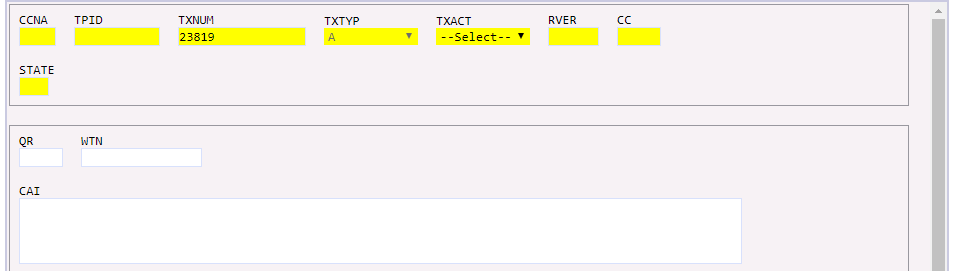 CCNA TPID TXNUM TXTYP TXACT RVER CC
23819 A --Select--
STATE
QR WTN
CAI